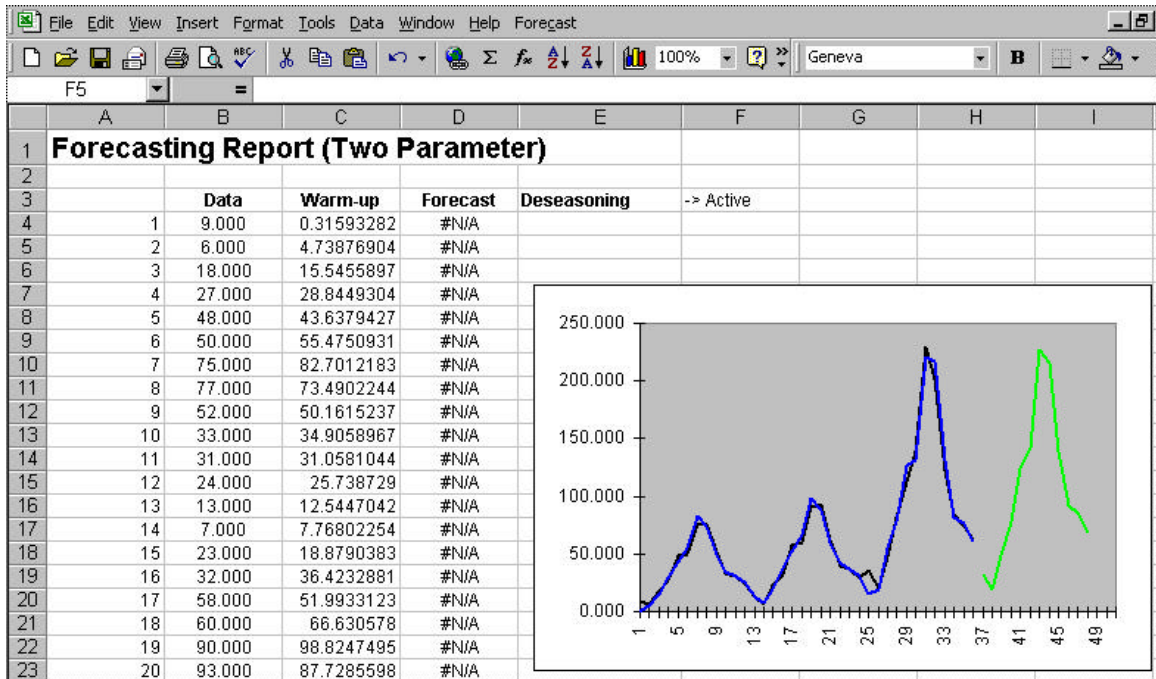 File Edit View Insert Format Tools Data Window Help Forecast
ABC Σ fx A Z Z A 100% ? » Geneva B
F5 =
A B C D E F G H I
1 Forecasting Report (Two Parameter)
2
3 Data Warm-up Forecast Deseasoning -> Active
4 1 9.000 0.31593282 #N/A
5 2 6.000 4.73876904 #N/A
6 3 18.000 15.5455897 #N/A
7 4 27.000 28.8449304 #N/A
8 5 48.000 43.6379427 #N/A
9 6 50.000 55.4750931 #N/A
10 7 75.000 82.7012183 #N/A
11 8 77.000 73.4902244 #N/A
12 9 52.000 50.1615237 #N/A
13 10 33.000 34.9058967 #N/A
14 11 31.000 31.0581044 #N/A
15 12 24.000 25.738729 #N/A
16 13 13.000 12.5447042 #N/A
17 14 7.000 7.76802254 #N/A
18 15 23.000 18.8790383 #N/A
19 16 32.000 36.4232881 #N/A
20 17 58.000 51.9933123 #N/A
21 18 60.000 66.630578 #N/A
22 19 90.000 98.8247495 #N/A
23 20 93.000 87.7285598 #N/A
250.000
200.000
150.000
100.000
50.000
0.000
1 5 9 13 17 21 25 29 33 37 41 45 49